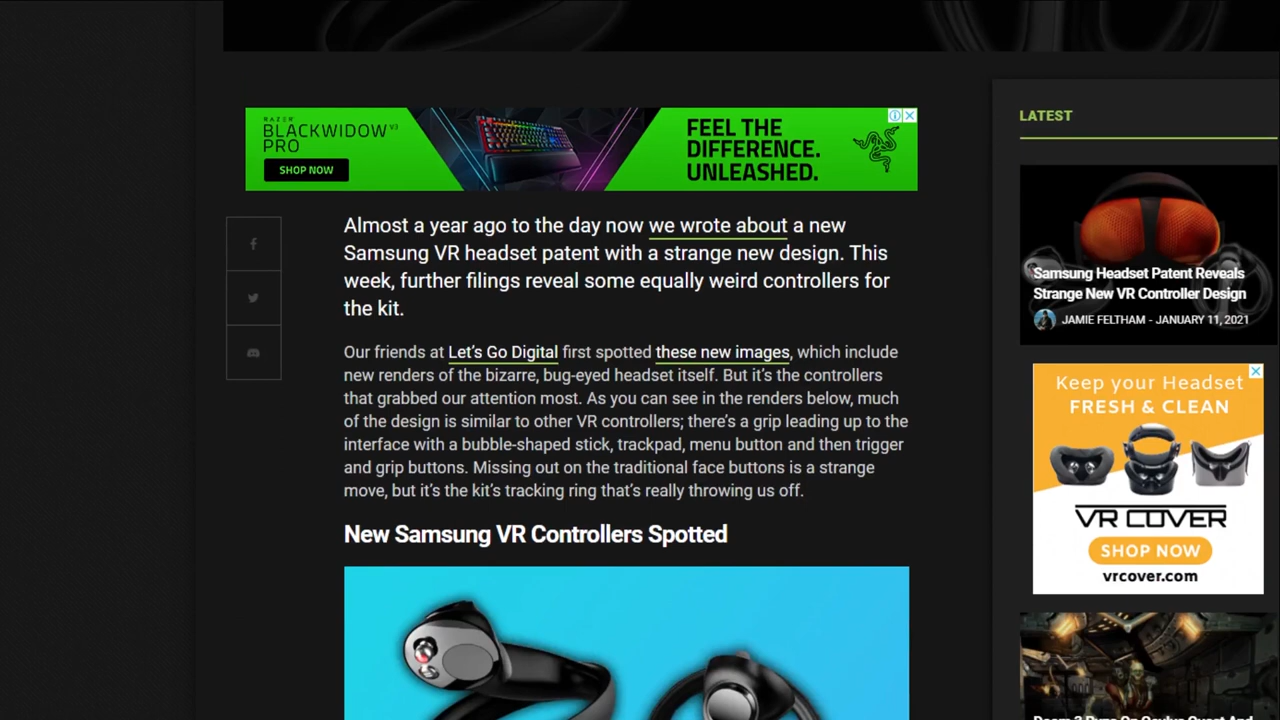 RAZER
BLACKWIDOW V3
PRO
SHOP NOW
FEEL THE
DIFFERENCE.
UNLEASHED.
Almost a year ago to the day now we wrote about a new
Samsung VR headset patent with a strange new design. This
week, further filings reveal some equally weird controllers for
the kit.
Our friends at Let's Go Digital first spotted these new images, which include
new renders of the bizarre, bug-eyed headset itself. But it's the controllers
that grabbed our attention most. As you can see in the renders below, much
of the design is similar to other VR controllers; there's a grip leading up to the
interface with a bubble-shaped stick, trackpad, menu button and then trigger
and grip buttons. Missing out on the traditional face buttons is a strange
move, but it's the kit's tracking ring that's really throwing us off.
New Samsung VR Controllers Spotted
LATEST
Samsung Headset Patent Reveals
Strange New VR Controller Design
JAMIE FELTHAM - JANUARY 11, 2021
Keep your Headset
FRESH & CLEAN
VR COVER
SHOP NOW
vrcover.com
Doom 3 Runs On Oculus Quest And